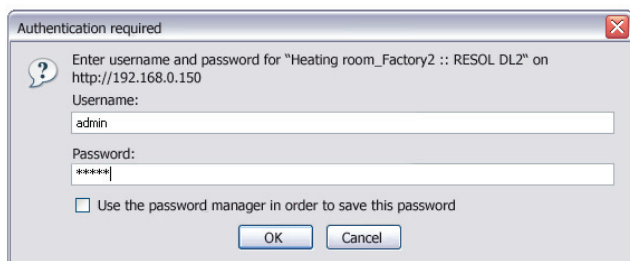 Authentication required
Enter username and password for “Heating room_Factory2 :: RESOL DL2“ on
http://192.168.0.150
Username:
admin
Password:
*****
Use the password manager in order to save this password
OK
Cancel